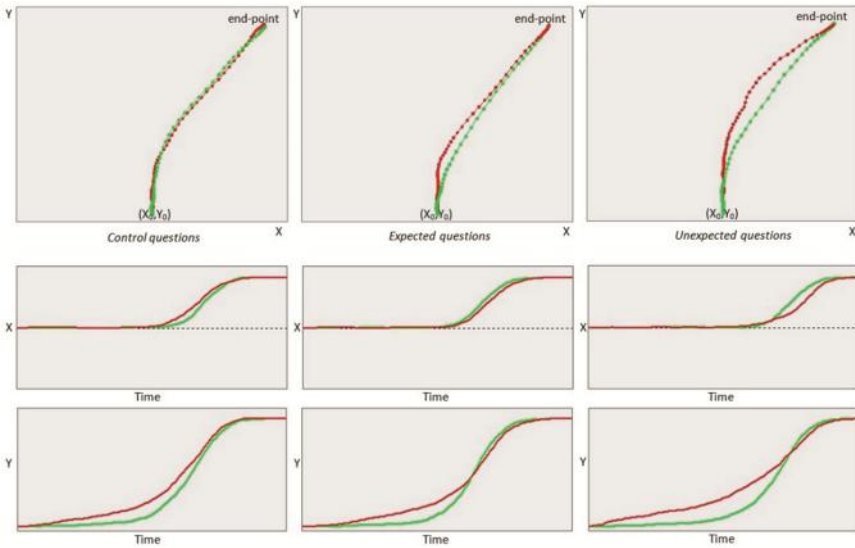 Y end-point Y end-point Y end-point
(X₀,Y₀) (X₀,Y₀) (X₀,Y₀)
Control questions X Expected questions X Unexpected questions X
X X X
Time Time Time
Y Y Y
Time Time Time